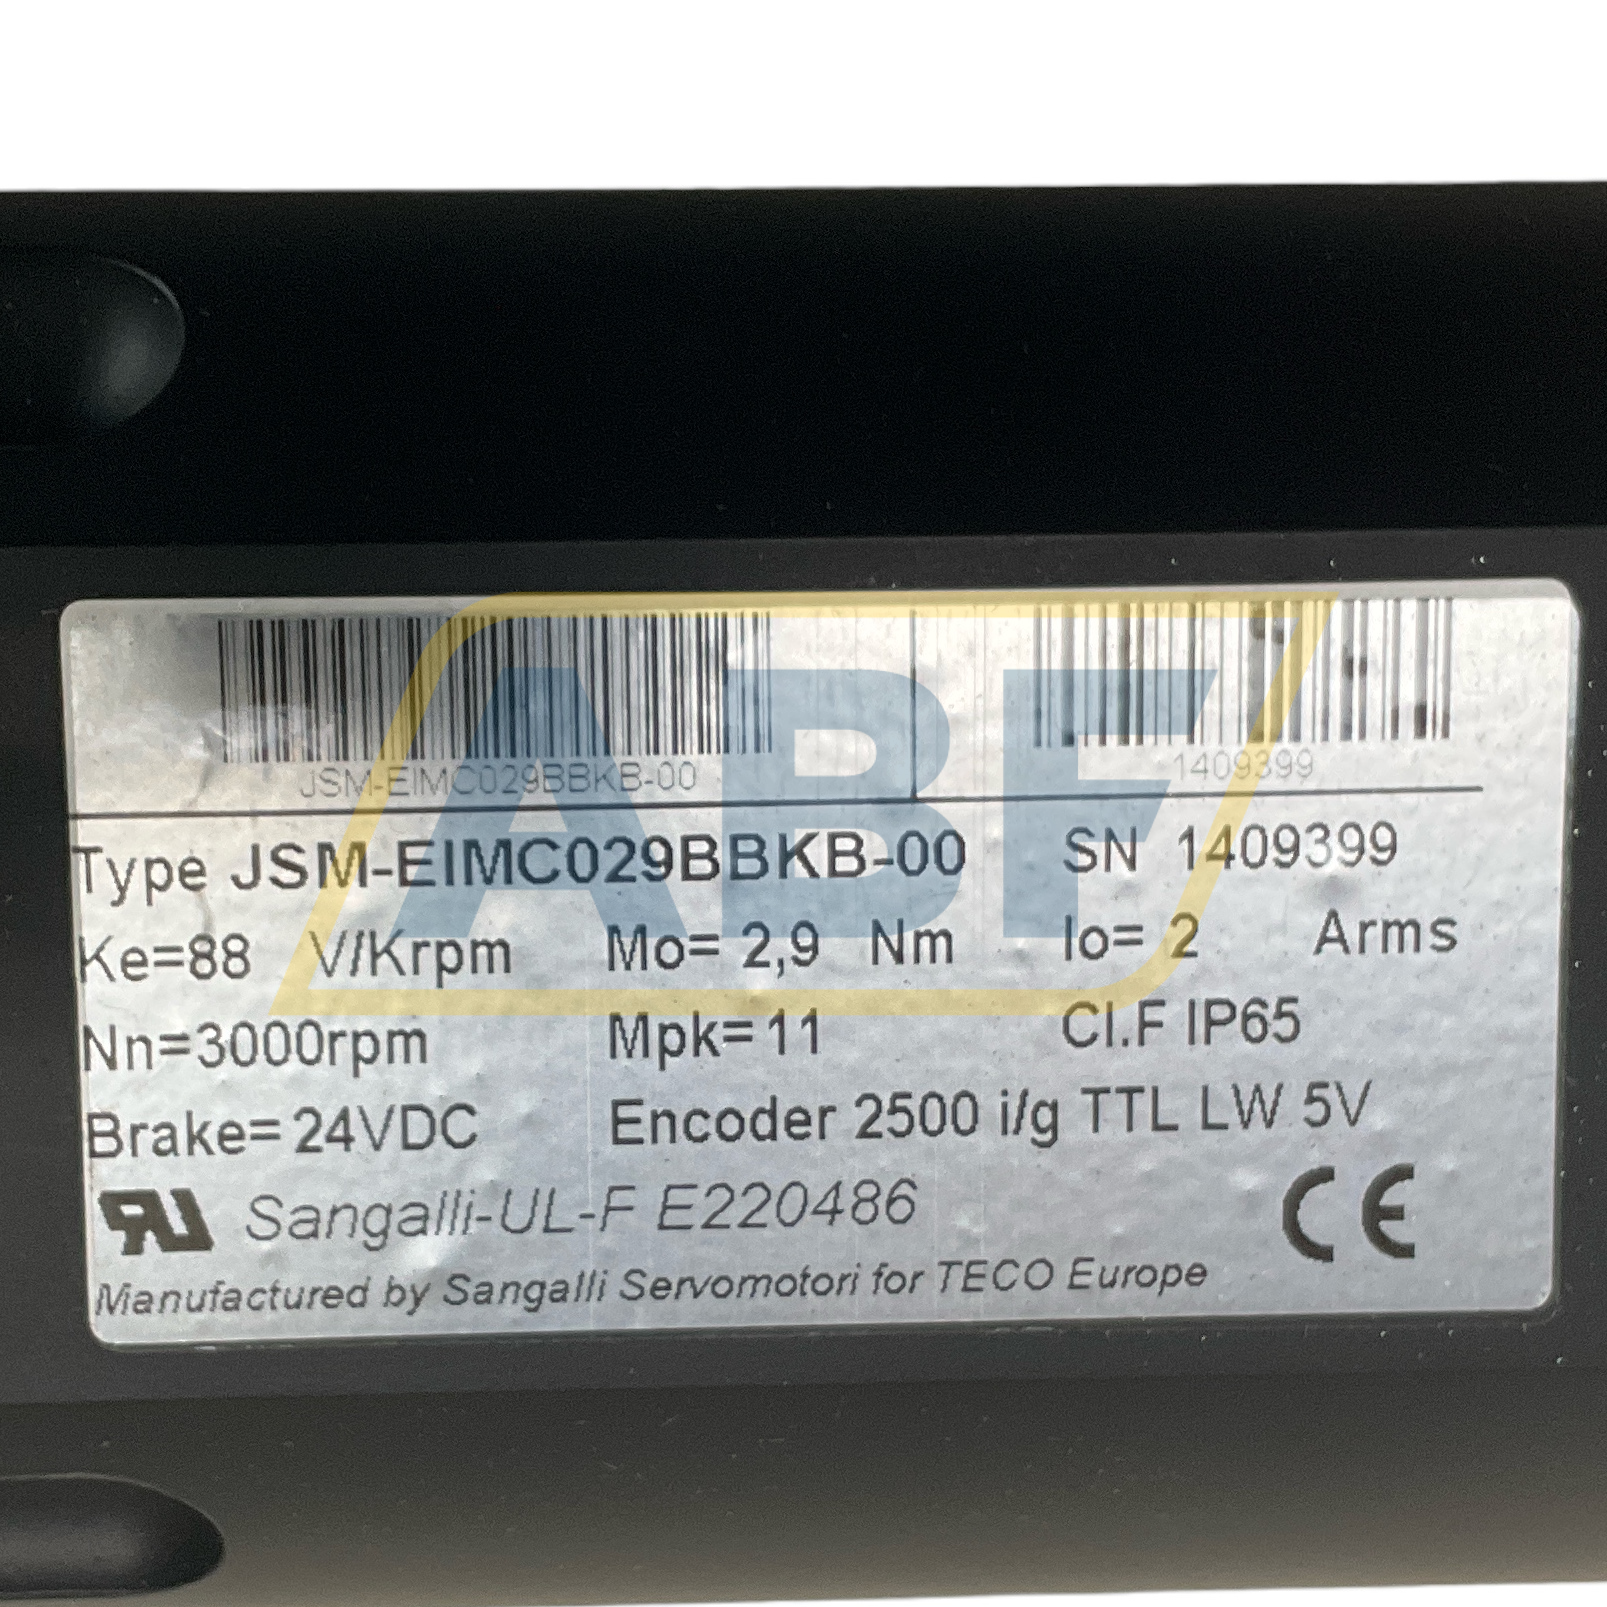 JSM-EIMC029BBKB-00 1409399
Type JSM-EIMC029BBKB-00 SN 1409399
Ke=88 V/Krpm Mo= 2,9 Nm Io= 2 Arms
Nn=3000rpm Mpk=11 Cl.F IP65
Brake=24VDC Encoder 2500 i/g TTL LW 5V
RU Sangalli-UL-F E220486 CE
Manufactured by Sangalli Servomotori for TECO Europe
ABF